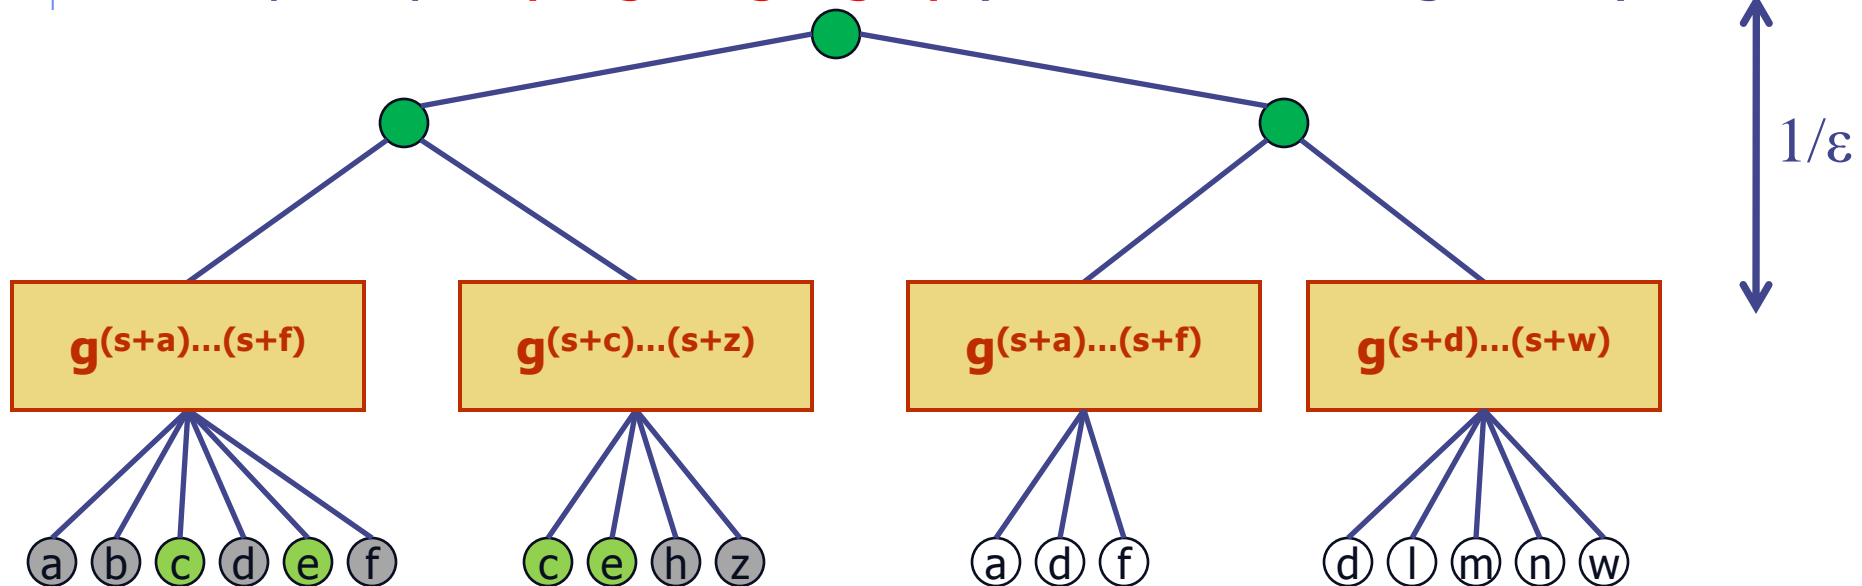 1/ε
g(s+a)...(s+f) g(s+c)...(s+z) g(s+a)...(s+f) g(s+d)...(s+w)
a b c d e f c e h z a d f d l m n w